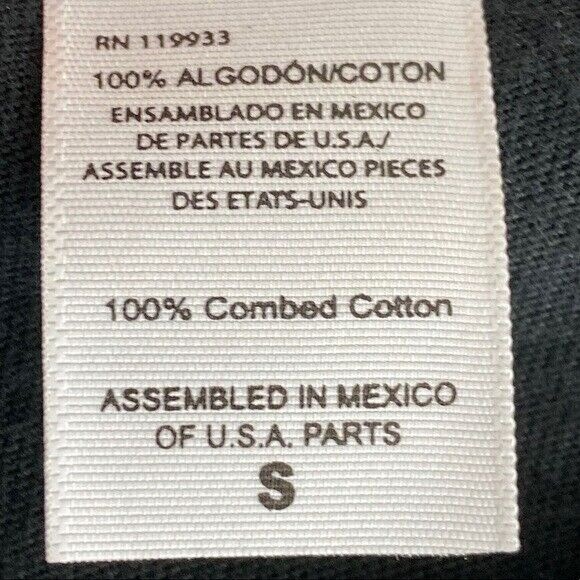 RN 119933
100% ALGODÓN/COTON
ENSAMBLADO EN MEXICO
DE PARTES DE U.S.A./
ASSEMBLE AU MEXICO PIECES
DES ETATS-UNIS
100% Combed Cotton
ASSEMBLED IN MEXICO
OF U.S.A. PARTS
S